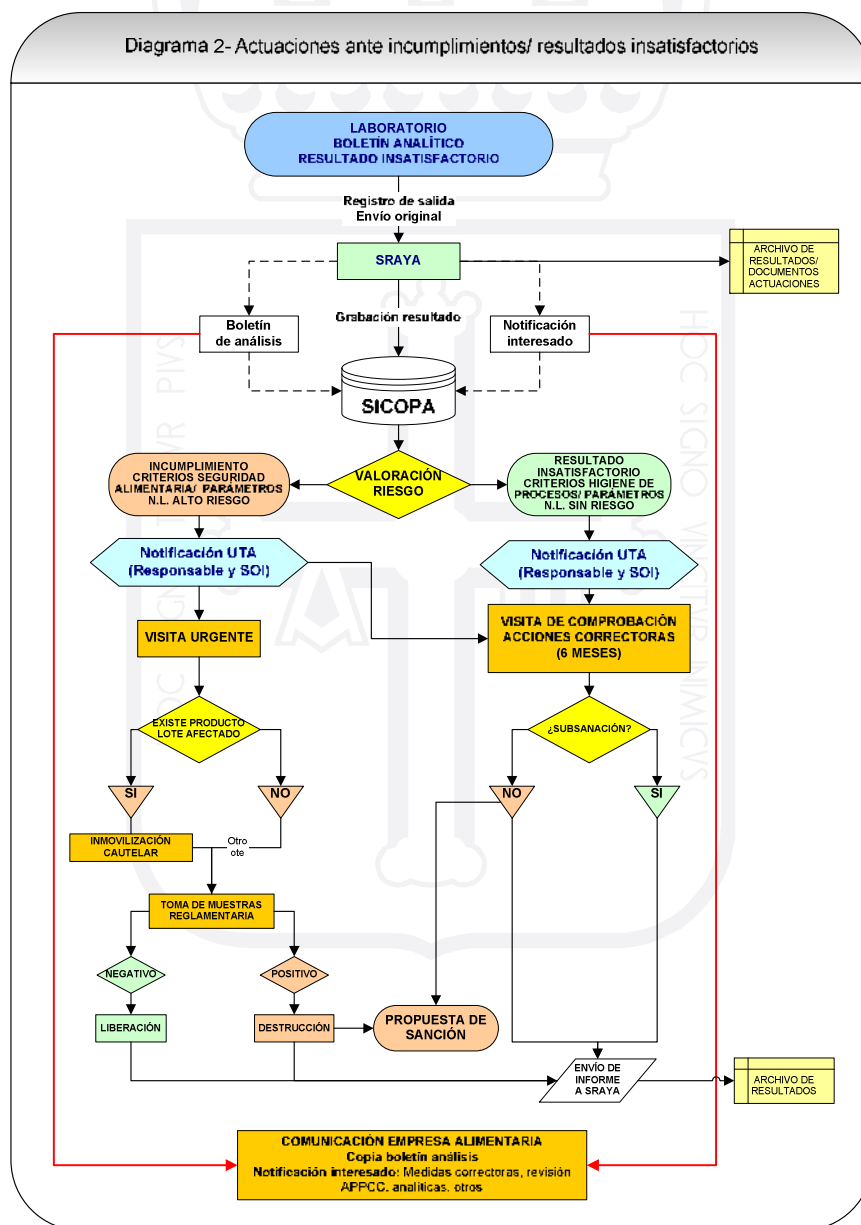 Diagrama 2- Actuaciones ante incumplimientos/ resultados insatisfactorios
LABORATORIO
BOLETÍN ANALÍTICO
RESULTADO INSATISFACTORIO
Registro de salida
Envío original
SRAYA
ARCHIVO DE
RESULTADOS/
DOCUMENTOS
ACTUACIONES
Boletín
de análisis
Grabación resultado
Notificación
interesado
SICOPA
INCUMPLIMIENTO
CRITERIOS SEGURIDAD
ALIMENTARIA/ PARÁMETROS
N.L. ALTO RIESGO
VALORACIÓN
RIESGO
RESULTADO
INSATISFACTORIO
CRITERIOS HIGIENE DE
PROCESOS/ PARÁMETROS
N.L. SIN RIESGO
Notificación UTA
(Responsable y SOI)
Notificación UTA
(Responsable y SOI)
VISITA URGENTE
VISITA DE COMPROBACIÓN
ACCIONES CORRECTORAS
(6 MESES)
EXISTE PRODUCTO
LOTE AFECTADO
¿SUBSANACIÓN?
SI
NO
NO
SI
INMOVILIZACIÓN
CAUTELAR
Otro
ote
TOMA DE MUESTRAS
REGLAMENTARIA
NEGATIVO
POSITIVO
LIBERACIÓN
DESTRUCCIÓN
PROPUESTA DE
SANCIÓN
ENVÍO DE
INFORME
A SRAYA
ARCHIVO DE
RESULTADOS
COMUNICACIÓN EMPRESA ALIMENTARIA
Copia boletín análisis
Notificación interesado: Medidas correctoras, revisión
APPCC. analíticas. otros
HOC SIGNO VINCITVR INIMICVS